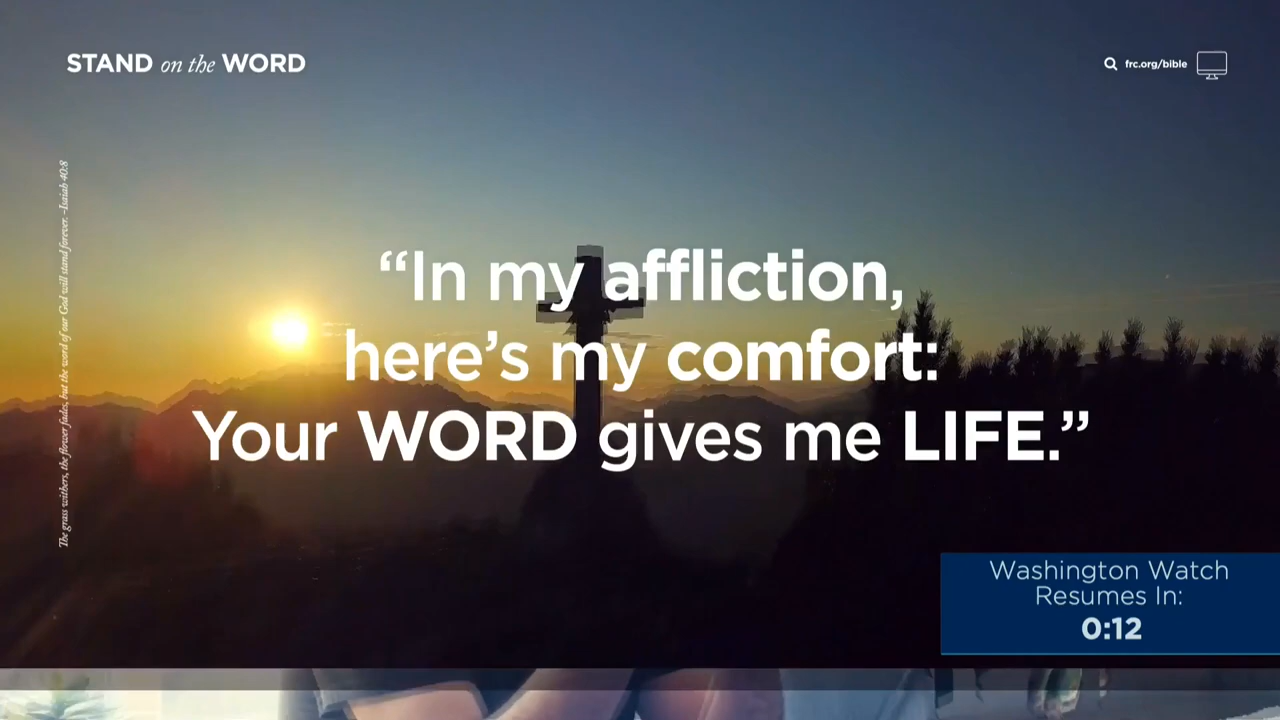 STAND on the WORD
frc.org/bible
The grass withers, the flower fades, but the word of our God will stand forever. -Isaiah 40:8
“In my affliction,
here’s my comfort:
Your WORD gives me LIFE.”
Washington Watch
Resumes In:
0:12